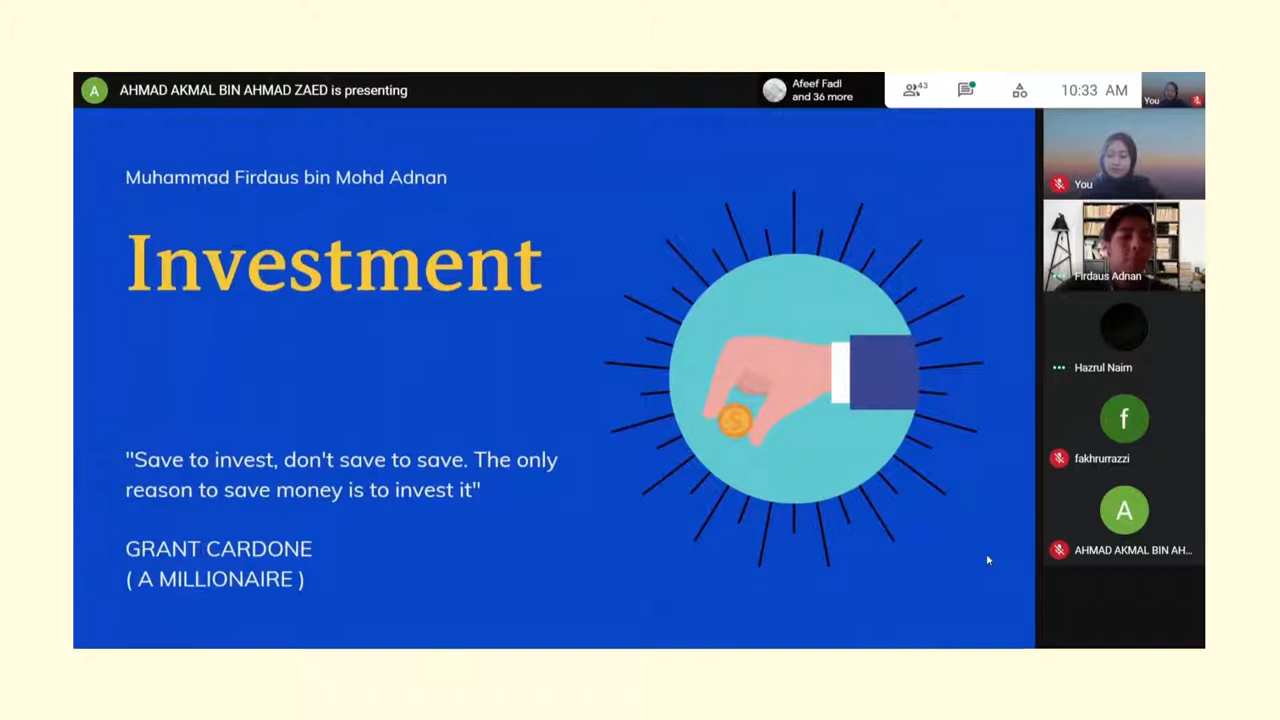 A
AHMAD AKMAL BIN AHMAD ZAED is presenting
Afeef Fadl
and 36 more
43
10:33 AM
You
You
Muhammad Firdaus bin Mohd Adnan
Investment
"Save to invest, don't save to save. The only
reason to save money is to invest it"
GRANT CARDONE
( A MILLIONAIRE )
$
Firdaus Adnan
Hazrul Naim
f
fakhrurrazzi
A
AHMAD AKMAL BIN AH...